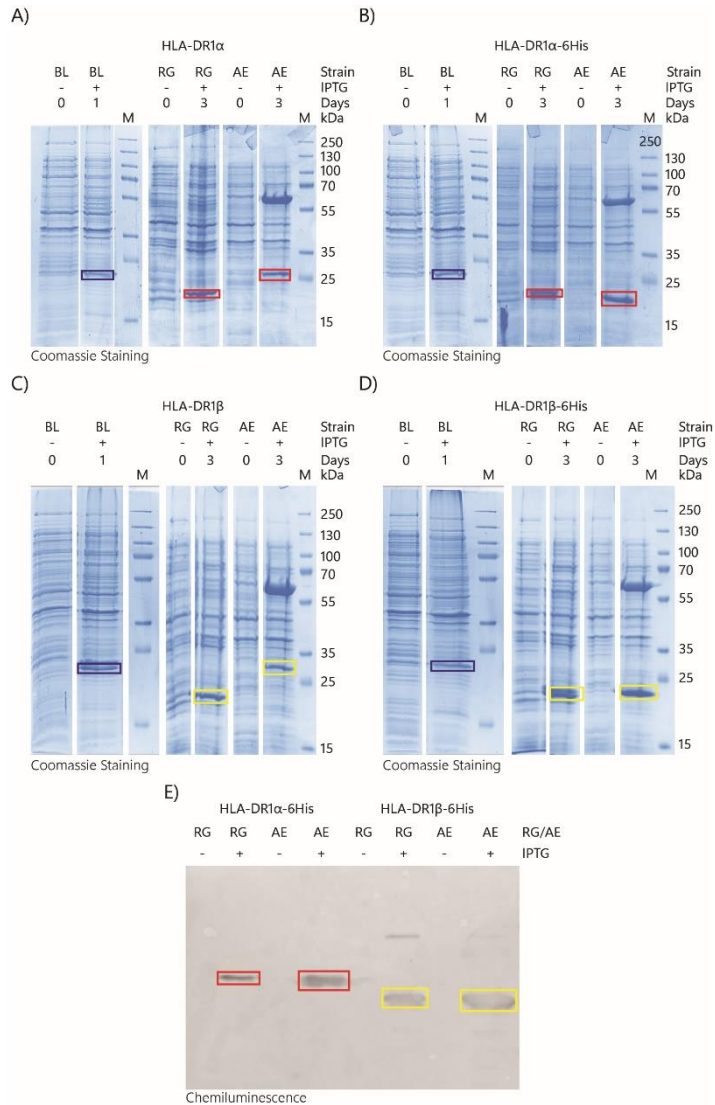 A)
HLA-DR1α
BL BL RG RG AE AE Strain
- + - + - + IPTG
0 1 0 3 0 3 Days
M M kDa
250
130
100
70
55
35
25
15
Coomassie Staining
B)
HLA-DR1α-6His
BL BL RG RG AE AE Strain
- + - + - + IPTG
0 1 0 3 0 3 Days
M M kDa
250
130
100
70
55
35
25
15
Coomassie Staining
C)
HLA-DR1β
BL BL RG RG AE AE Strain
- + - + - + IPTG
0 1 0 3 0 3 Days
M M kDa
250
130
100
70
55
35
25
15
Coomassie Staining
D)
HLA-DR1β-6His
BL BL RG RG AE AE Strain
- + - + - + IPTG
0 1 0 3 0 3 Days
M M kDa
250
130
100
70
55
35
25
15
Coomassie Staining
E)
HLA-DR1α-6His HLA-DR1β-6His
RG RG AE AE RG RG AE AE RG/AE
- + - + - + - + IPTG
Chemiluminescence